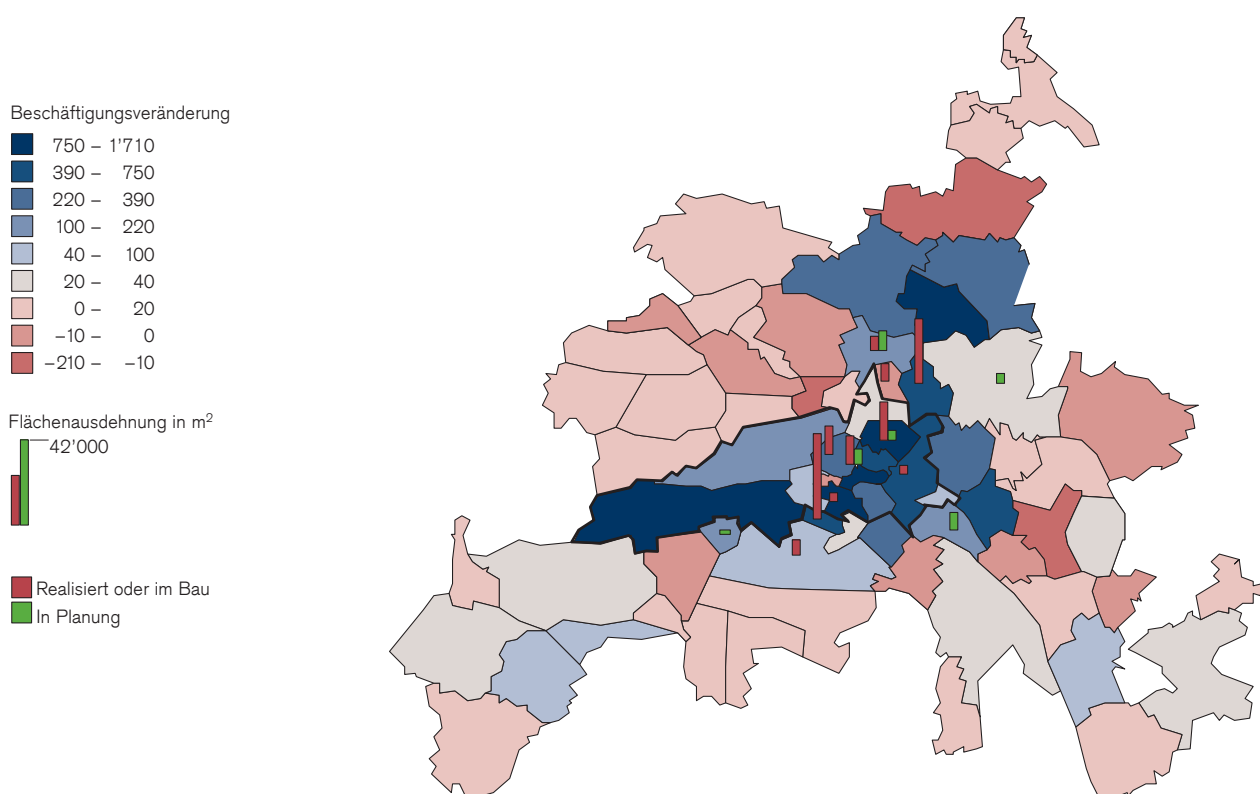 Beschäftigungsveränderung
750 – 1’710
390 – 750
220 – 390
100 – 220
40 – 100
20 – 40
0 – 20
–10 – 0
–210 – –10
Flächenausdehnung in m²
42’000
Realisiert oder im Bau
In Planung